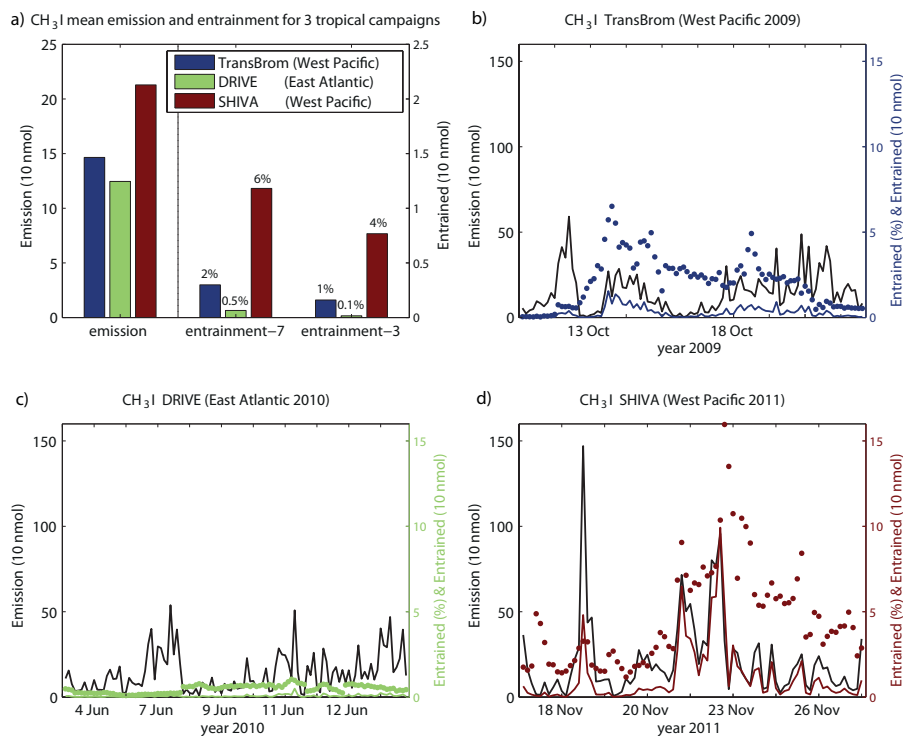 a) CH3I mean emission and entrainment for 3 tropical campaigns
25
20
15
10
5
0
Emission (10 nmol)
TransBrom (West Pacific)
DRIVE (East Atlantic)
SHIVA (West Pacific)
2%
0.5%
6%
1%
0.1%
4%
2.5
2
1.5
1
0.5
0
Entrained (10 nmol)
emission
entrainment−7
entrainment−3
b) CH3I TransBrom (West Pacific 2009)
150
100
50
0
Emission (10 nmol)
15
10
5
0
Entrained (%) & Entrained (10 nmol)
13 Oct
18 Oct
year 2009
c) CH3I DRIVE (East Atlantic 2010)
150
100
50
0
Emission (10 nmol)
15
10
5
0
Entrained (%) & Entrained (10 nmol)
4 Jun
7 Jun
9 Jun
11 Jun
12 Jun
year 2010
d) CH3I SHIVA (West Pacific 2011)
150
100
50
0
Emission (10 nmol)
15
10
5
0
Entrained (%) & Entrained (10 nmol)
18 Nov
20 Nov
23 Nov
26 Nov
year 2011